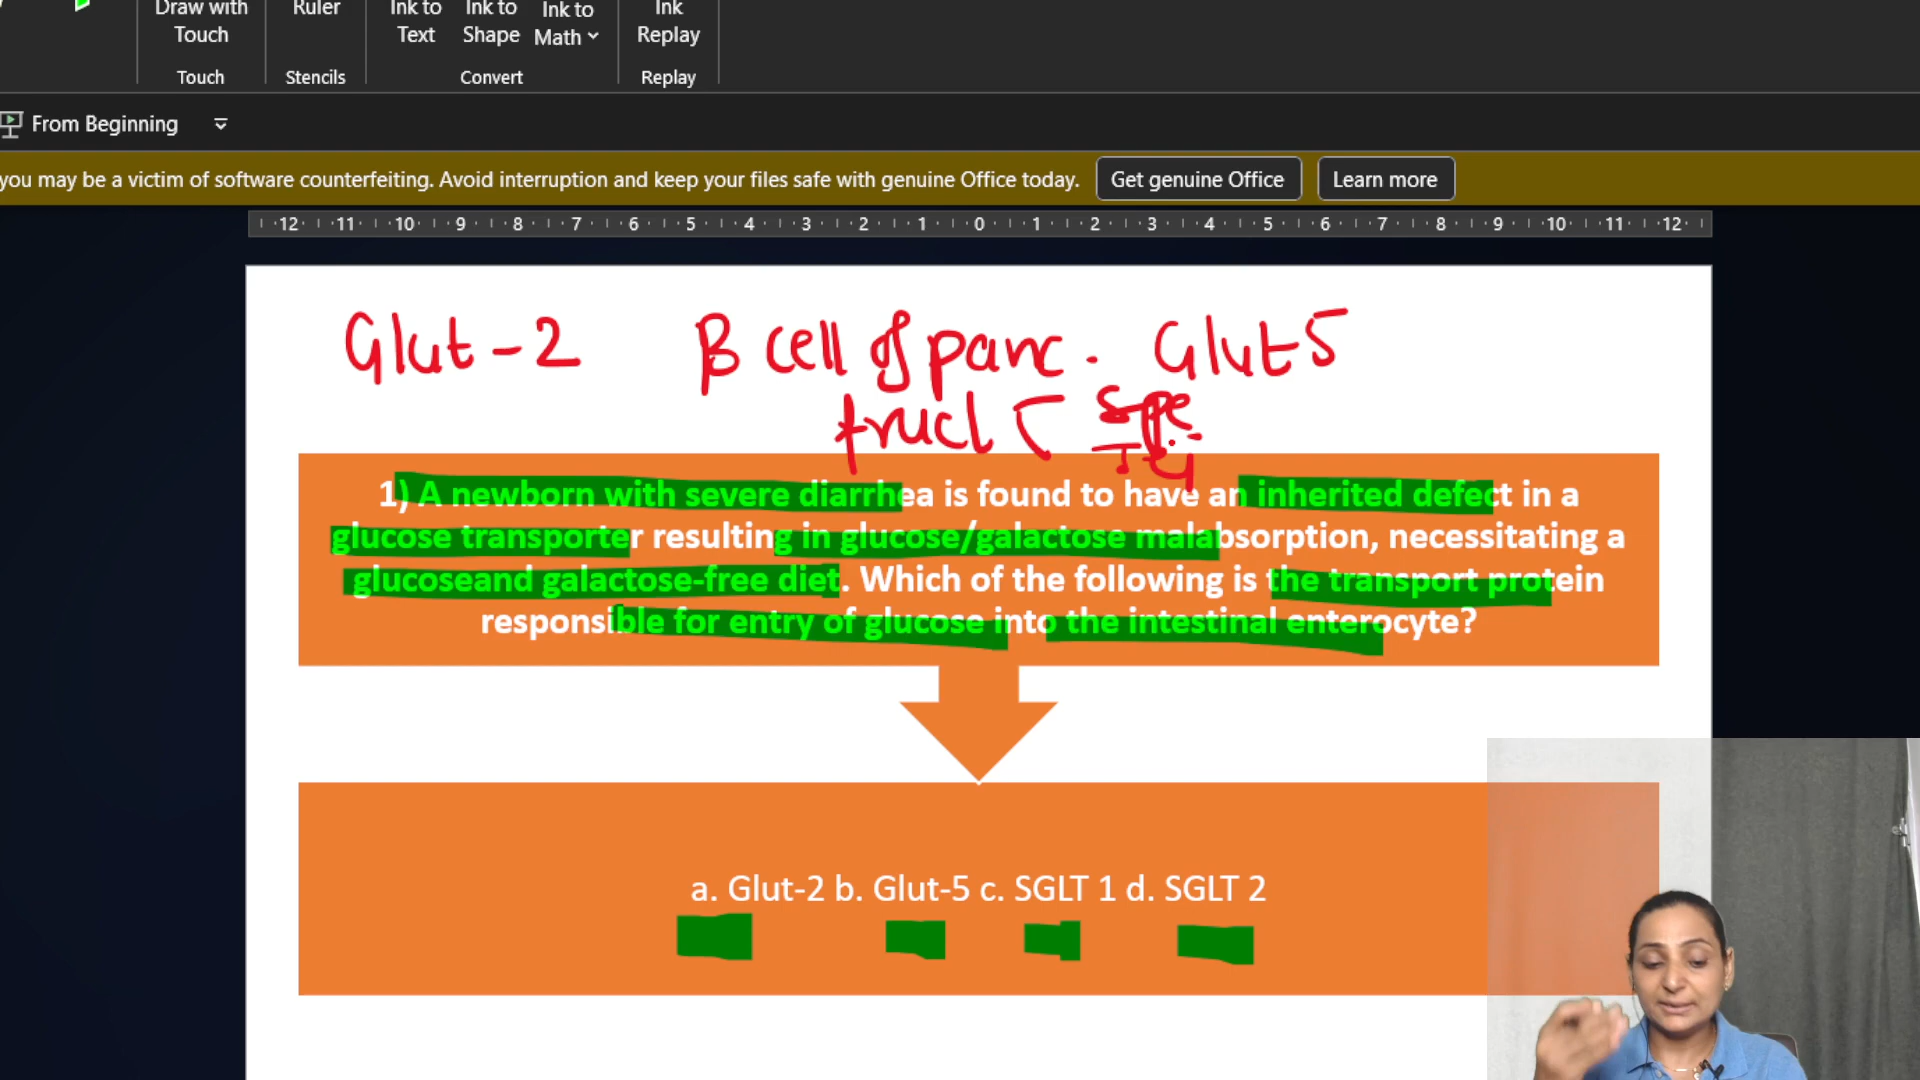 Draw with Touch
Ruler
Ink to Text
Ink to Shape
Ink to Math
Ink Replay
Touch
Stencils
Convert
Replay
From Beginning
you may be a victim of software counterfeiting. Avoid interruption and keep your files safe with genuine Office today.
Get genuine Office
Learn more
12 11 10 9 8 7 6 5 4 3 2 1 0 1 2 3 4 5 6 7 8 9 10 11 12
Glut-2 B cell of panc. Glut 5
1) A newborn with severe diarrhea is found to have an inherited defect in a
glucose transporter resulting in glucose/galactose malabsorption, necessitating a
glucoseand galactose-free diet. Which of the following is the transport protein
responsible for entry of glucose into the intestinal enterocyte?
a. Glut-2 b. Glut-5 c. SGLT 1 d. SGLT 2